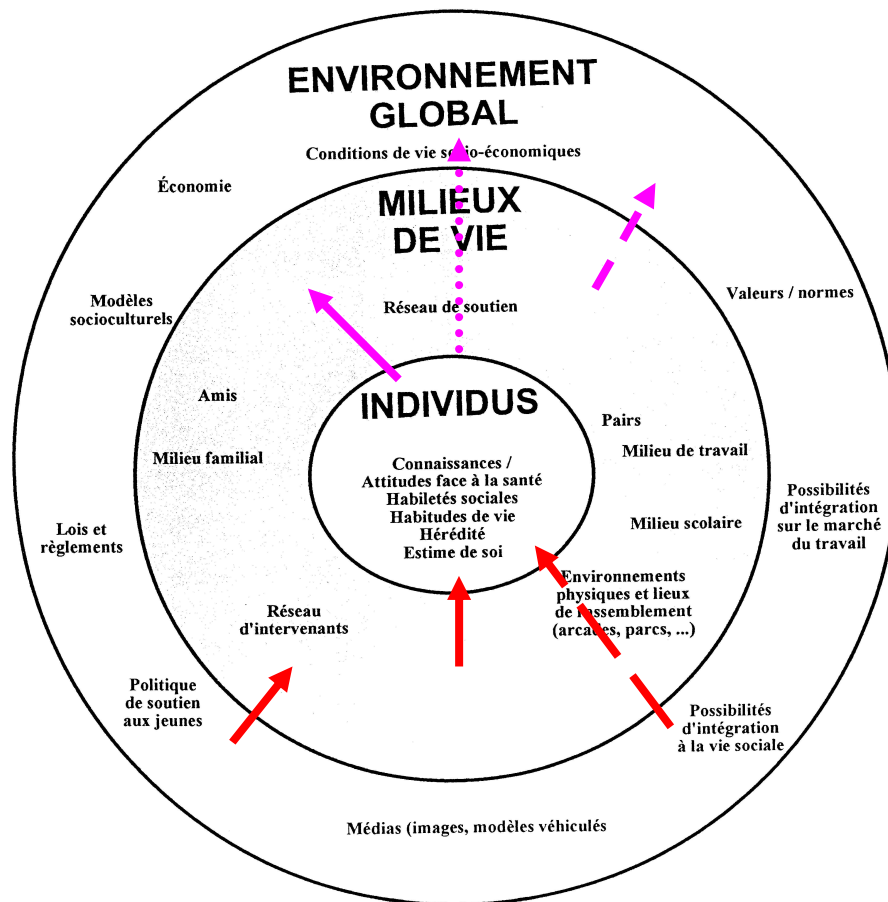 ENVIRONNEMENT
GLOBAL
Conditions de vie socio-économiques
Économie
MILIEUX
DE VIE
Modèles
socioculturels
Réseau de soutien
Valeurs / normes
Amis
INDIVIDUS
Pairs
Milieu familial
Milieu de travail
Connaissances /
Attitudes face à la santé
Habiletés sociales
Habitudes de vie
Hérédité
Estime de soi
Possibilités
d'intégration
sur le marché
du travail
Lois et
règlements
Milieu scolaire
Environnements
physiques et lieux
de rassemblement
(arcades, parcs, ...)
Réseau
d'intervenants
Politique
de soutien
aux jeunes
Possibilités
d'intégration
à la vie sociale
Médias (images, modèles véhiculés